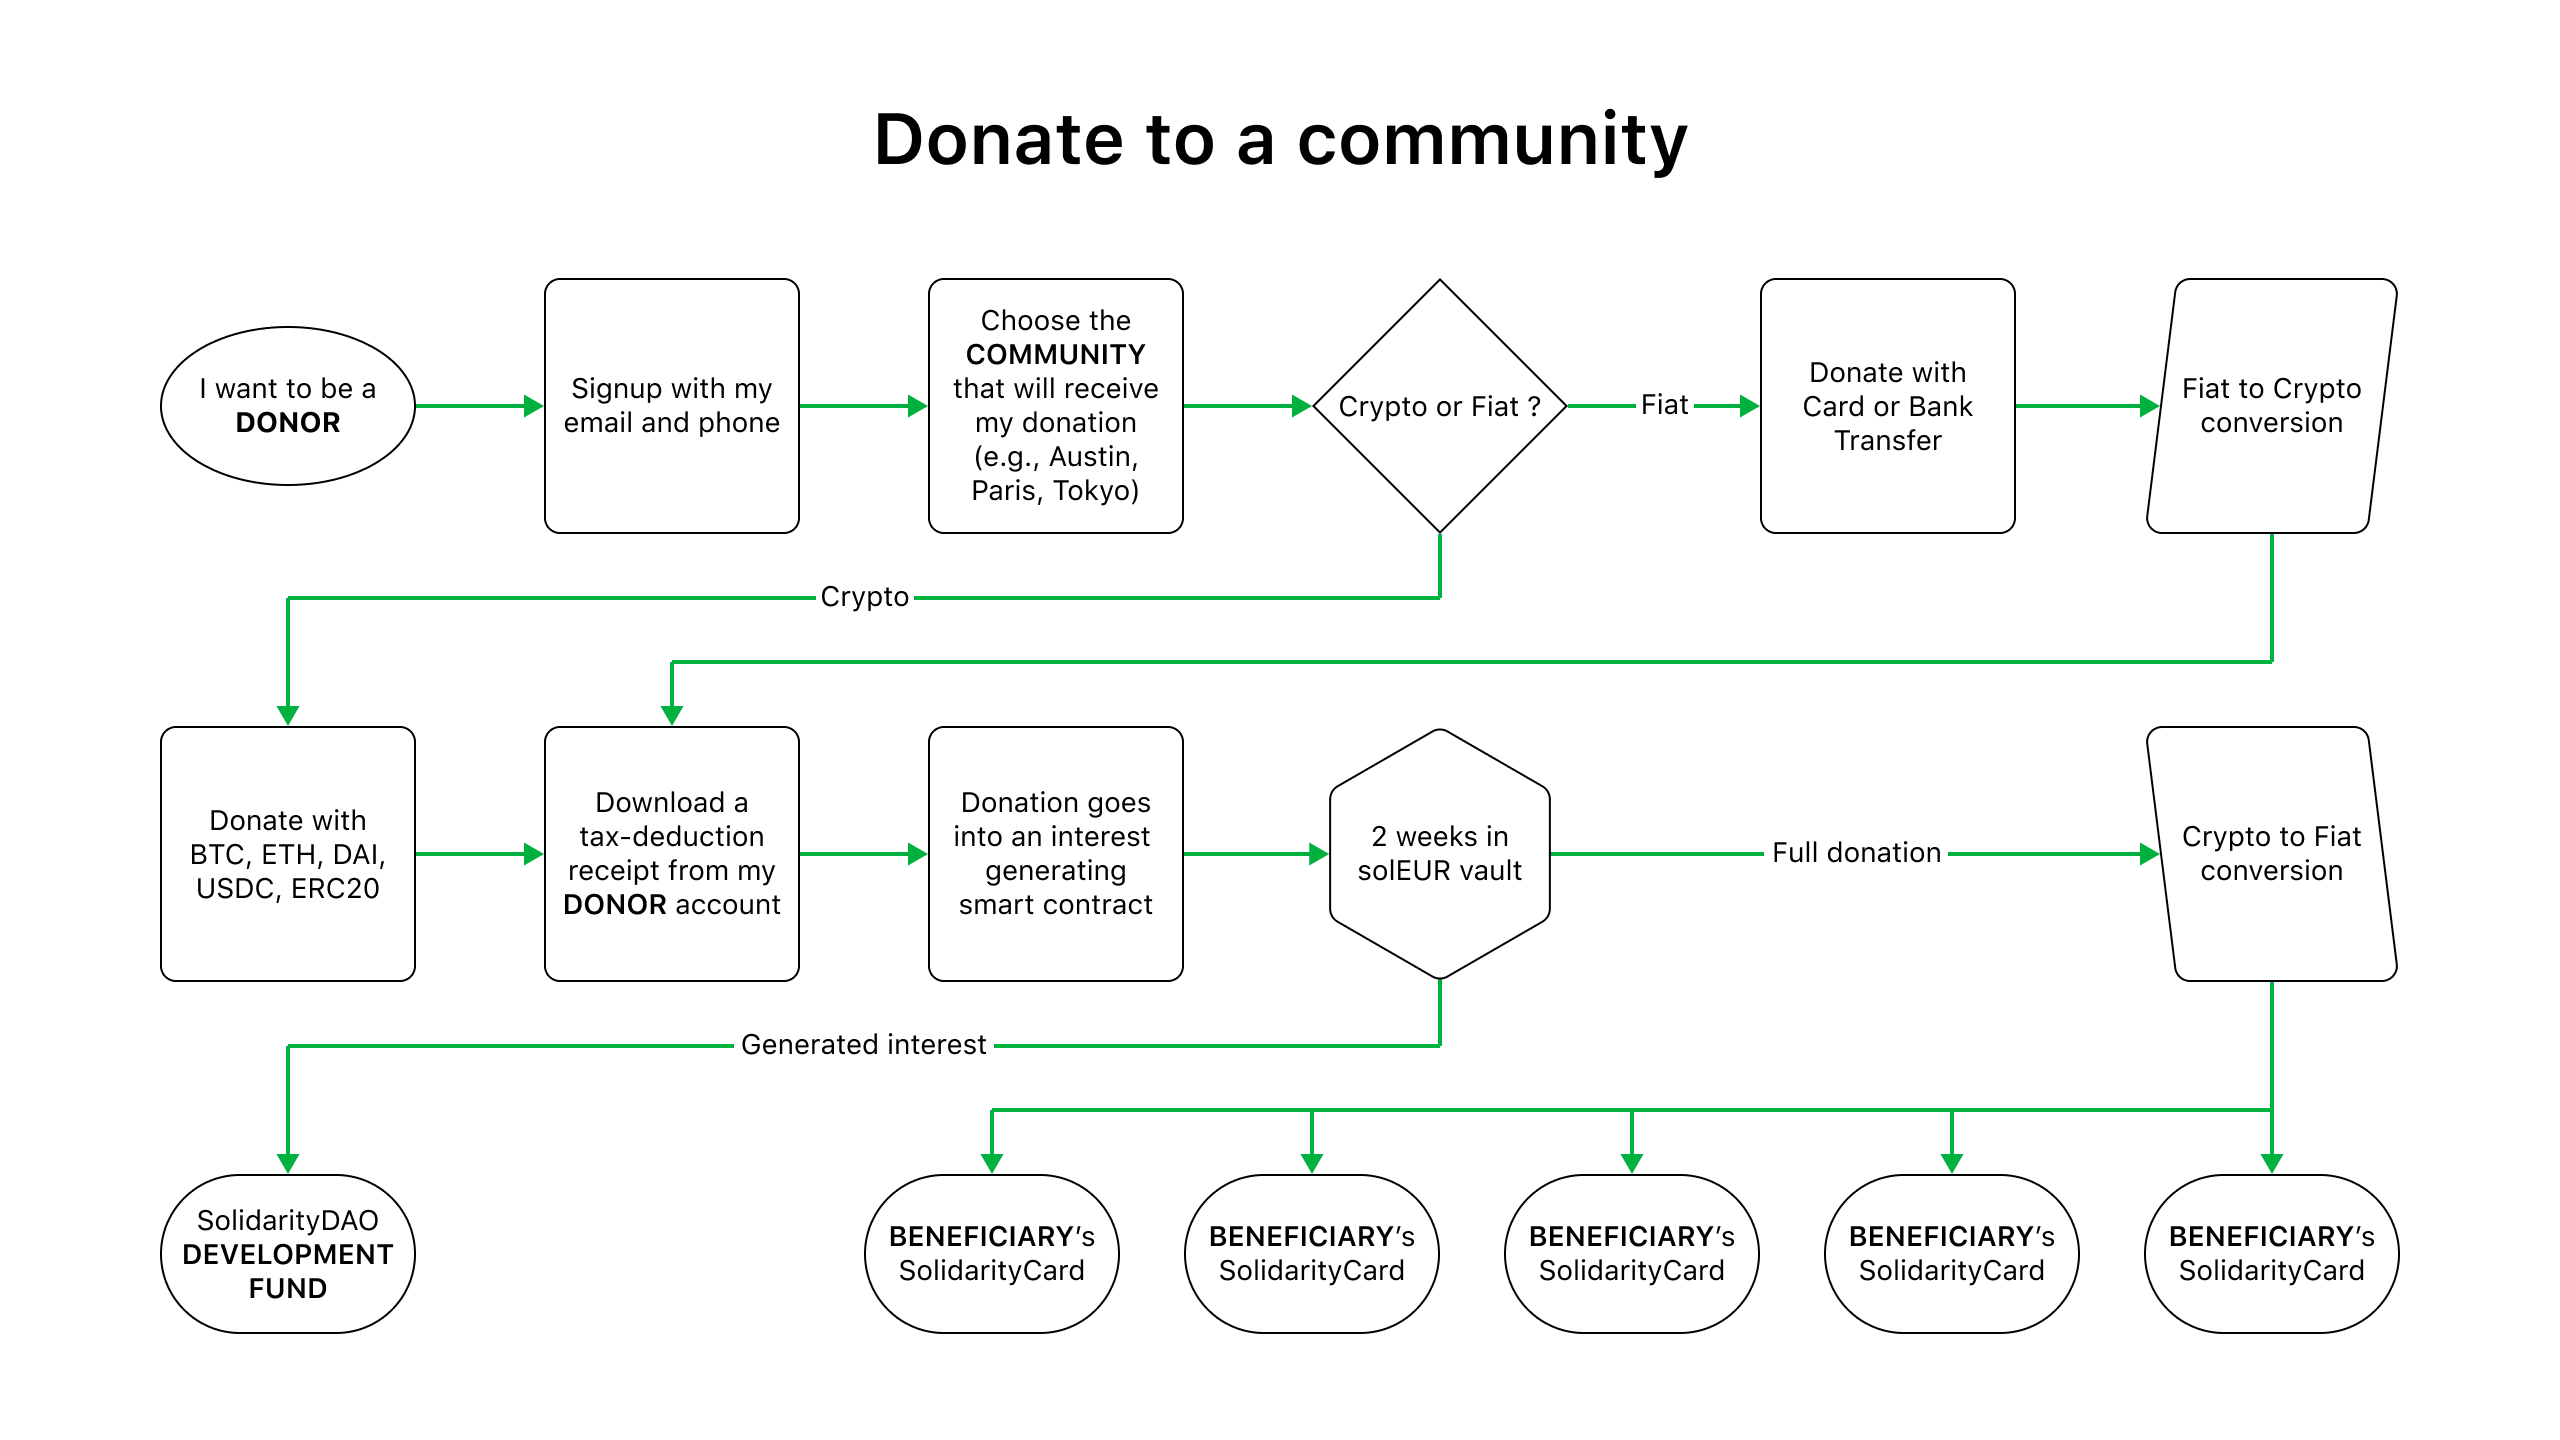 Donate to a community
I want to be a
DONOR
Signup with my
email and phone
Choose the
COMMUNITY
that will receive
my donation
(e.g., Austin,
Paris, Tokyo)
Crypto or Fiat ?
Fiat
Donate with
Card or Bank
Transfer
Fiat to Crypto
conversion
Crypto
Donate with
BTC, ETH, DAI,
USDC, ERC20
Download a
tax-deduction
receipt from my
DONOR account
Donation goes
into an interest
generating
smart contract
2 weeks in
solEUR vault
Full donation
Crypto to Fiat
conversion
Generated interest
SolidarityDAO
DEVELOPMENT
FUND
BENEFICIARY’s
SolidarityCard
BENEFICIARY’s
SolidarityCard
BENEFICIARY’s
SolidarityCard
BENEFICIARY’s
SolidarityCard
BENEFICIARY’s
SolidarityCard